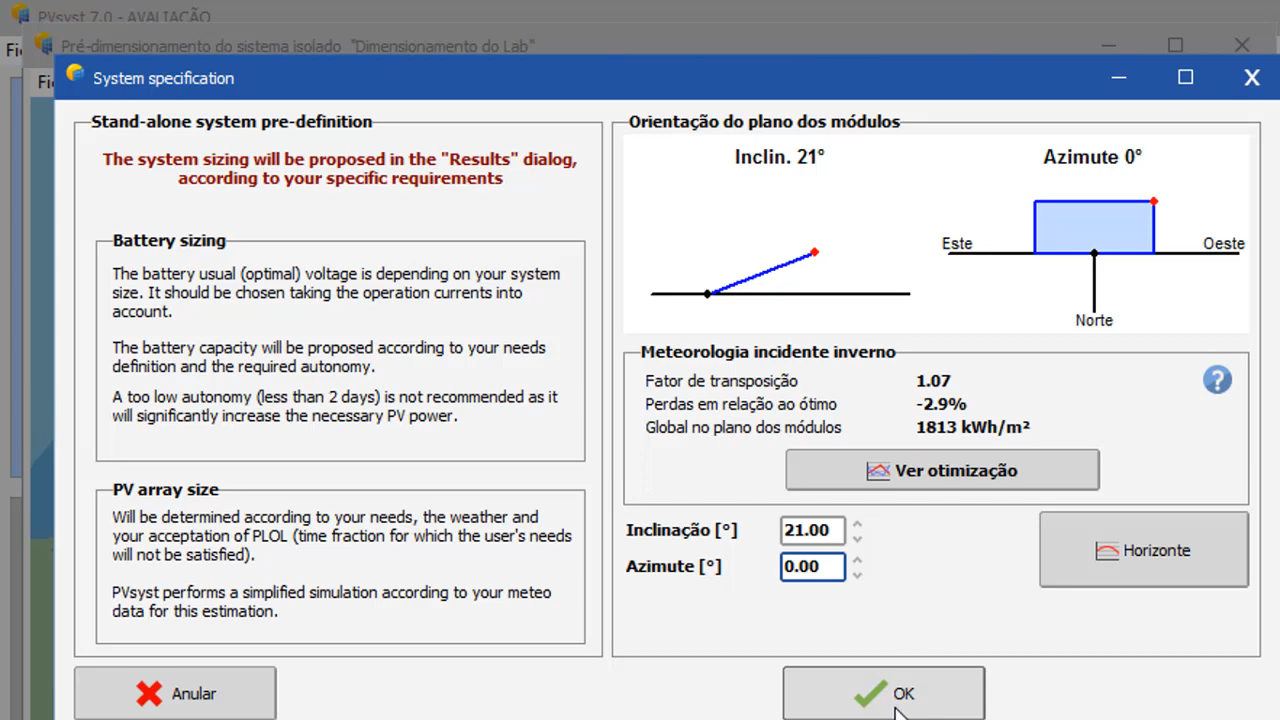 PVsyst 7.0 - AVALIAÇÃO
Fic
Pré-dimensionamento do sistema isolado "Dimensionamento do Lab"
Fic
System specification
Stand-alone system pre-definition
The system sizing will be proposed in the "Results" dialog,
according to your specific requirements
Battery sizing
The battery usual (optimal) voltage is depending on your system
size. It should be chosen taking the operation currents into
account.
The battery capacity will be proposed according to your needs
definition and the required autonomy.
A too low autonomy (less than 2 days) is not recommended as it
will significantly increase the necessary PV power.
PV array size
Will be determined according to your needs, the weather and
your acceptation of PLOL (time fraction for which the user's needs
will not be satisfied).
PVsyst performs a simplified simulation according to your meteo
data for this estimation.
Anular
Orientação do plano dos módulos
Inclin. 21°
Azimute 0°
Este
Oeste
Norte
Meteorologia incidente inverno
Fator de transposição 1.07
Perdas em relação ao ótimo -2.9%
Global no plano dos módulos 1813 kWh/m²
?
Ver otimização
Inclinação [°] 21.00
Azimute [°] 0.00
Horizonte
OK